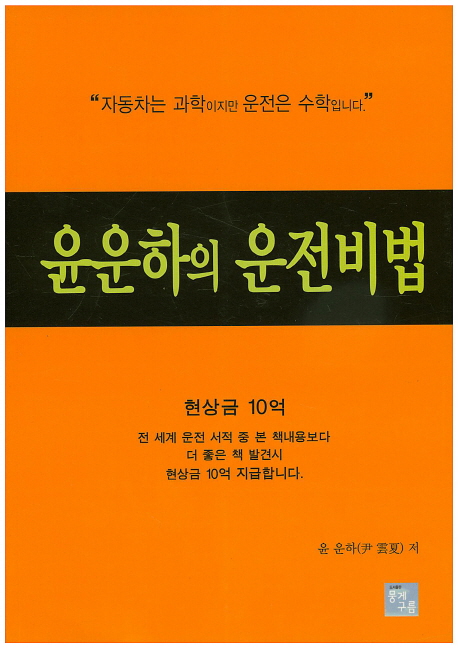 “자동차는 과학이지만 운전은 수학입니다.”
윤운하의 운전비법
현상금 10억
전 세계 운전 서적 중 본 책내용보다
더 좋은 책 발견시
현상금 10억 지급합니다.
윤 운하(尹 雲夏) 저
뭉게
구름